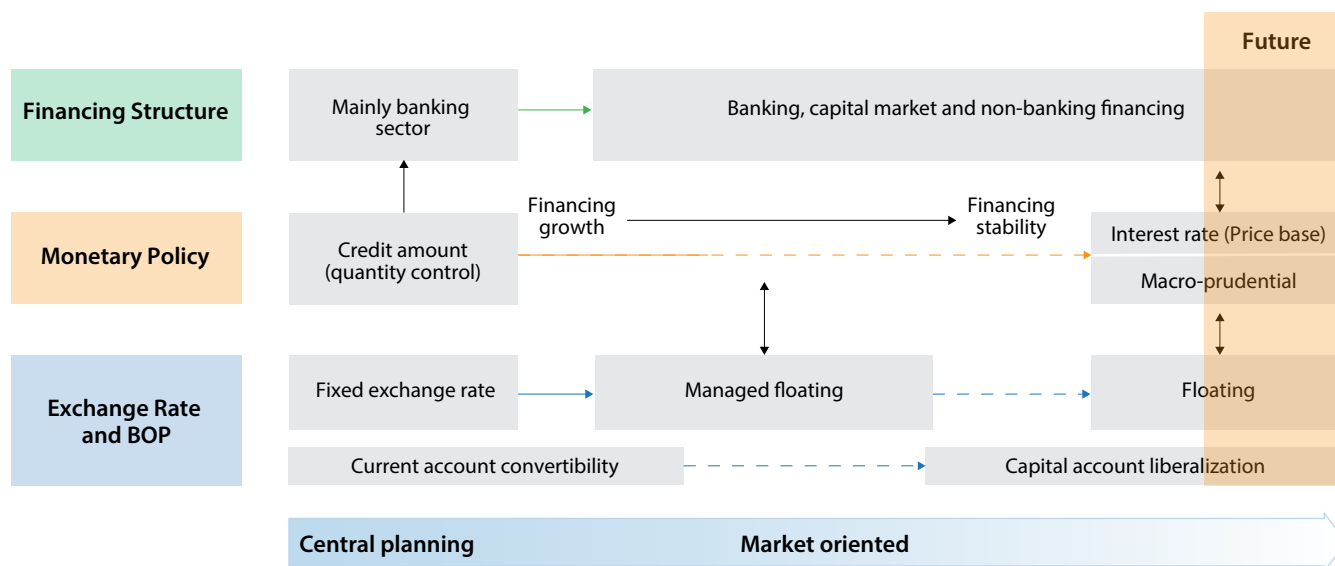 Future
Financing Structure
Mainly banking
sector
Banking, capital market and non-banking financing
Monetary Policy
Credit amount
(quantity control)
Financing
growth
Financing
stability
Interest rate (Price base)
Macro-prudential
Exchange Rate
and BOP
Fixed exchange rate
Managed floating
Floating
Current account convertibility
Capital account liberalization
Central planning
Market oriented